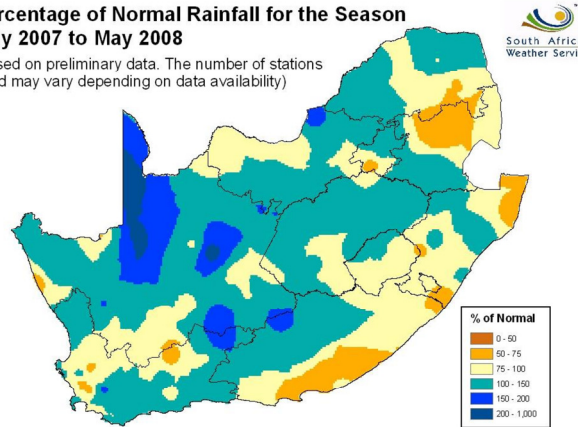 rcentage of Normal Rainfall for the Season
y 2007 to May 2008
sed on preliminary data. The number of stations
d may vary depending on data availability)
South Afric
Weather Servi
% of Normal
0 - 50
50 - 75
75 - 100
100 - 150
150 - 200
200 - 1,000